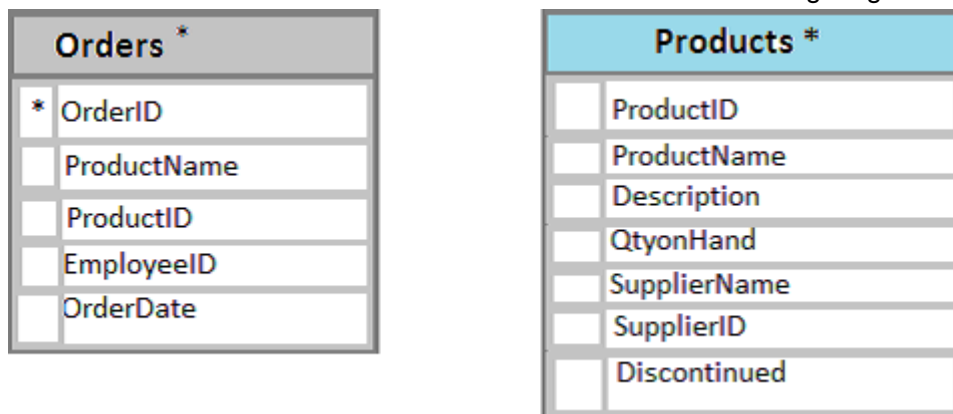 Orders *
* OrderID
ProductName
ProductID
EmployeeID
OrderDate
Products *
ProductID
ProductName
Description
QtyonHand
SupplierName
SupplierID
Discontinued